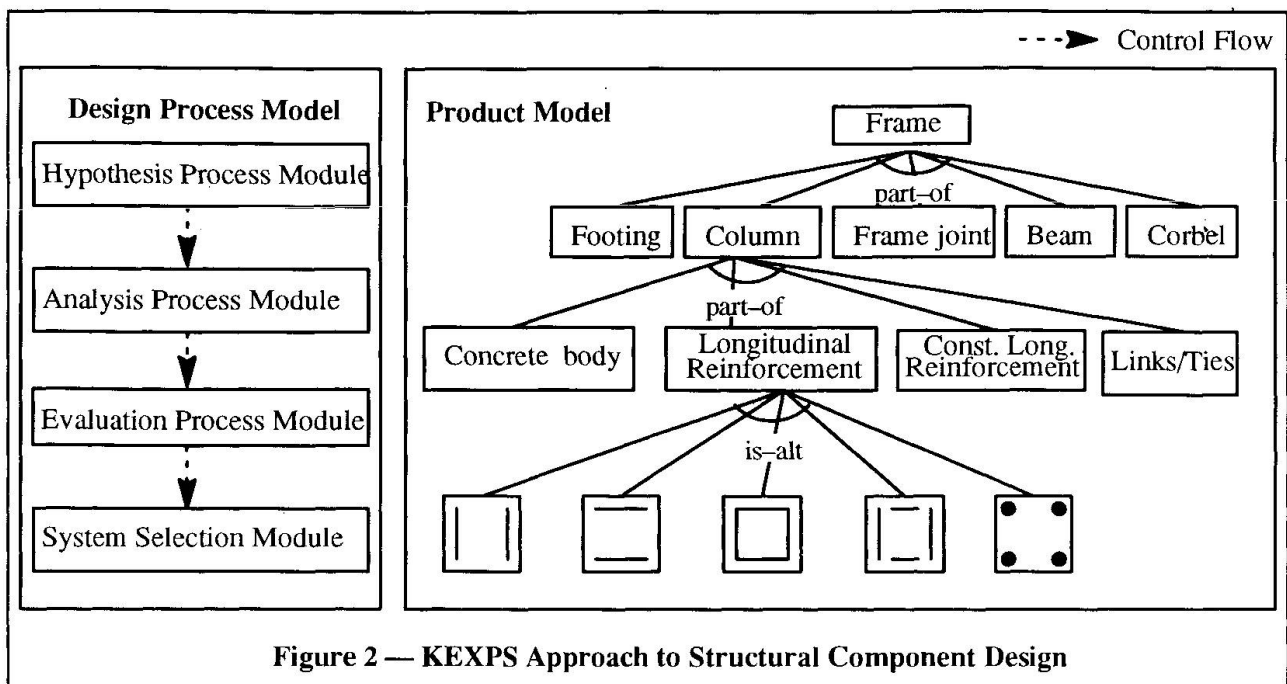 Control Flow
Design Process Model
Hypothesis Process Module
Analysis Process Module
Evaluation Process Module
System Selection Module
Product Model
Frame
part–of
Footing
Column
Frame joint
Beam
Corbel
part–of
Concrete body
Longitudinal
Reinforcement
Const. Long.
Reinforcement
Links/Ties
is–alt
Figure 2 — KEXPS Approach to Structural Component Design